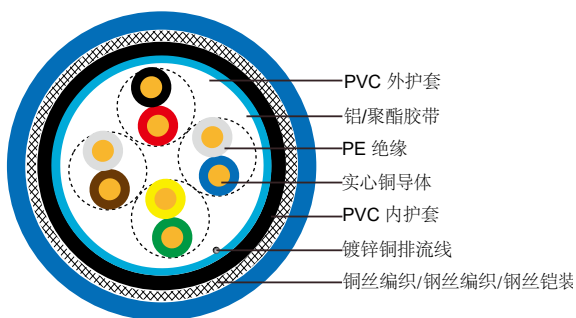 PVC 外护套
铝/聚酯胶带
PE 绝缘
实心铜导体
PVC 内护套
镀锌铜排流线
铜丝编织/钢丝编织/钢丝铠装